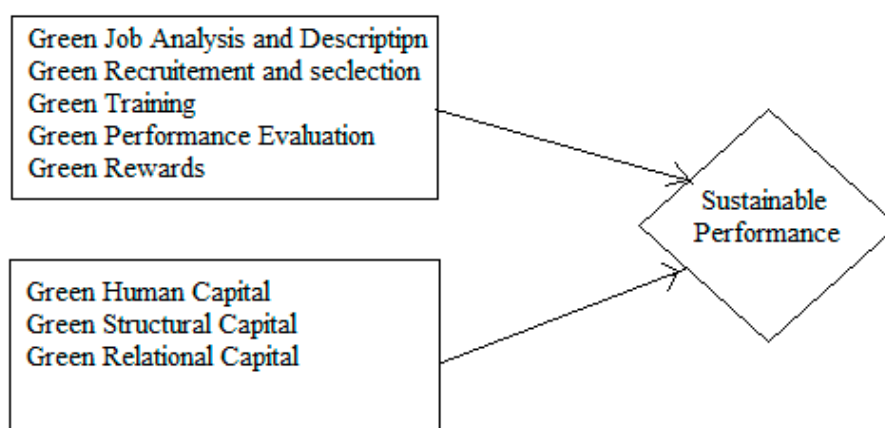 Green Job Analysis and Descriptipn
Green Recruitement and seclection
Green Training
Green Performance Evaluation
Green Rewards
Sustainable
Performance
Green Human Capital
Green Structural Capital
Green Relational Capital